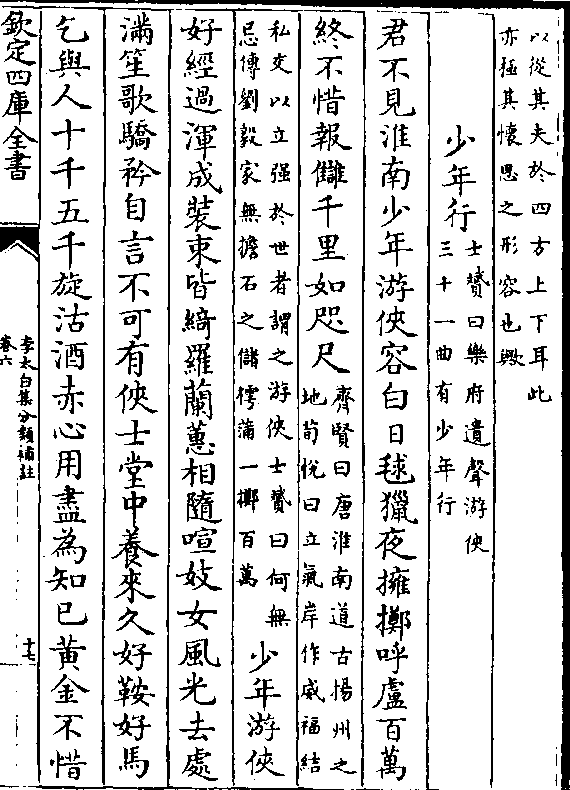 以從其夫於四方上下耳此
亦極其懷思之形容也歟
少年行
士贇曰樂府遺聲游俠
三十一曲有少年行
君不見淮南少年游俠客白日毬獵夜擁擲呼盧百萬
終不惜報讎千里如咫尺
齊賢曰唐淮南道古揚州之
地荀悅曰立氣岸作威福結
私交以立强於世者謂之游俠士贇曰何無
忌傳劉毅家無擔石之儲樗蒲一擲百萬
少年游俠
好經過渾成裝束皆綺羅蘭蕙相隨喧妓女風光去處
滿笙歌驕矜自言不可有俠士堂中養來久好鞍好馬
乞與人十千五千旋沽酒赤心用盡為知已黄金不惜
欽定四庫全書
李太白集分類補註
卷六
十七